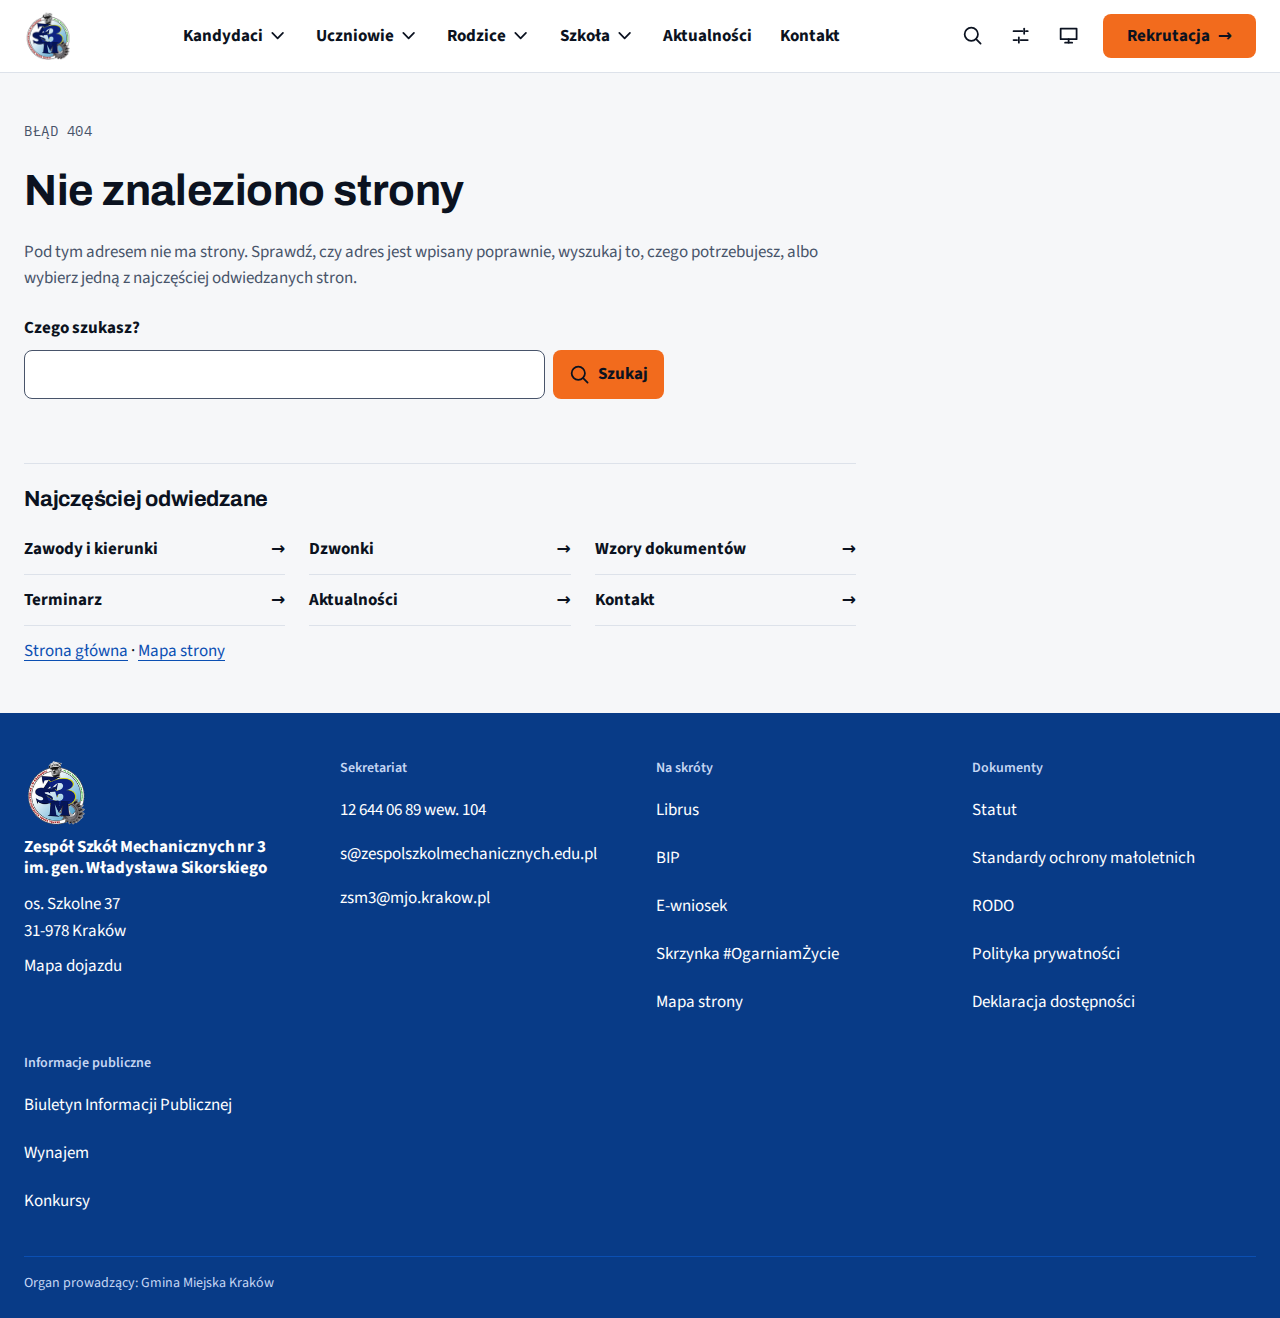 Kandydaci
Uczniowie
Rodzice
Szkoła
Aktualności
Kontakt
Rekrutacja →
BŁĄD 404
Nie znaleziono strony
Pod tym adresem nie ma strony. Sprawdź, czy adres jest wpisany poprawnie, wyszukaj to, czego potrzebujesz, albo
wybierz jedną z najczęściej odwiedzanych stron.
Czego szukasz?
Szukaj
Najczęściej odwiedzane
Zawody i kierunki →
Dzwonki →
Wzory dokumentów →
Terminarz →
Aktualności →
Kontakt →
Strona główna · Mapa strony
Zespół Szkół Mechanicznych nr 3
im. gen. Władysława Sikorskiego
os. Szkolne 37
31-978 Kraków
Mapa dojazdu
Sekretariat
12 644 06 89 wew. 104
s@zespolszkolmechanicznych.edu.pl
zsm3@mjo.krakow.pl
Na skróty
Librus
BIP
E-wniosek
Skrzynka #OgarniamŻycie
Mapa strony
Dokumenty
Statut
Standardy ochrony małoletnich
RODO
Polityka prywatności
Deklaracja dostępności
Informacje publiczne
Biuletyn Informacji Publicznej
Wynajem
Konkursy
Organ prowadzący: Gmina Miejska Kraków